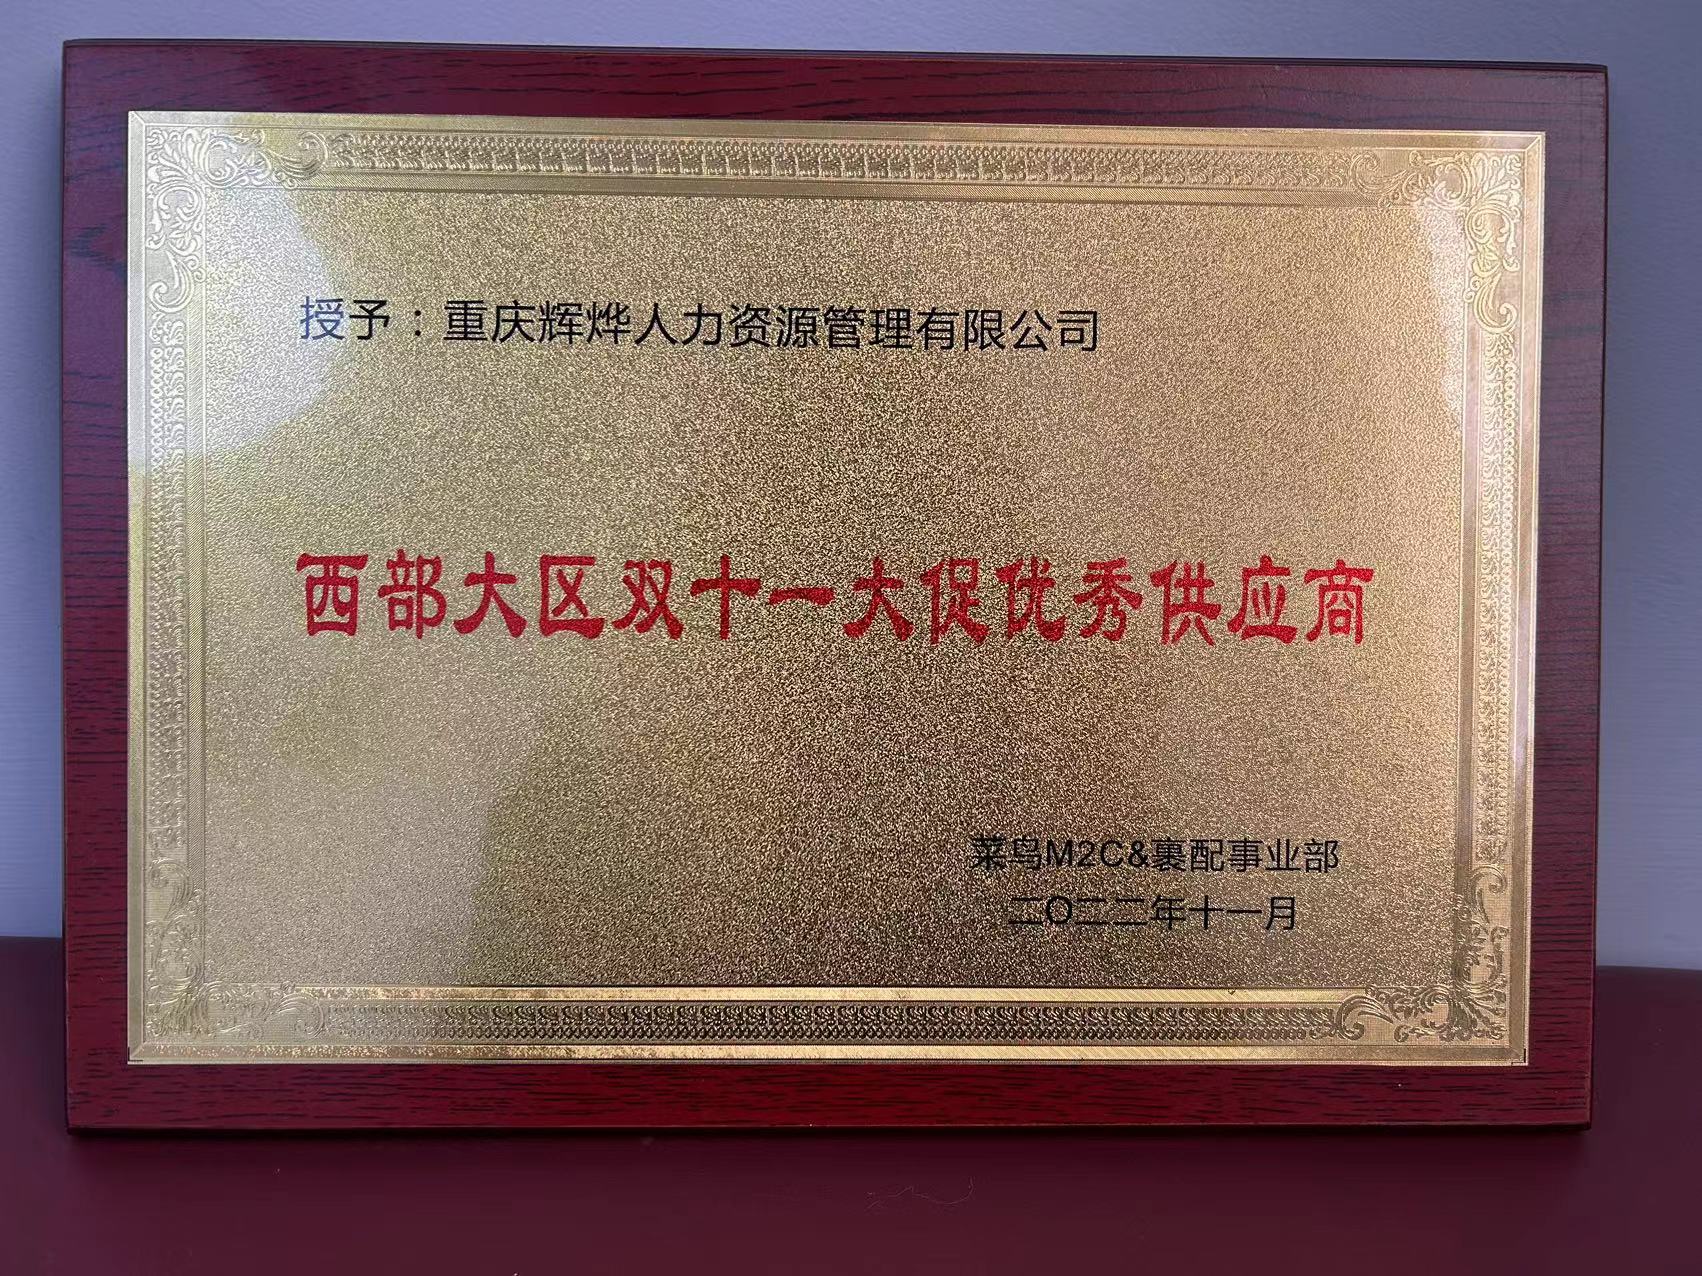 授予：重庆辉烨人力资源管理有限公司
西部大区双十一大促优秀供应商
菜鸟M2C&裹配事业部
二〇二二年十一月